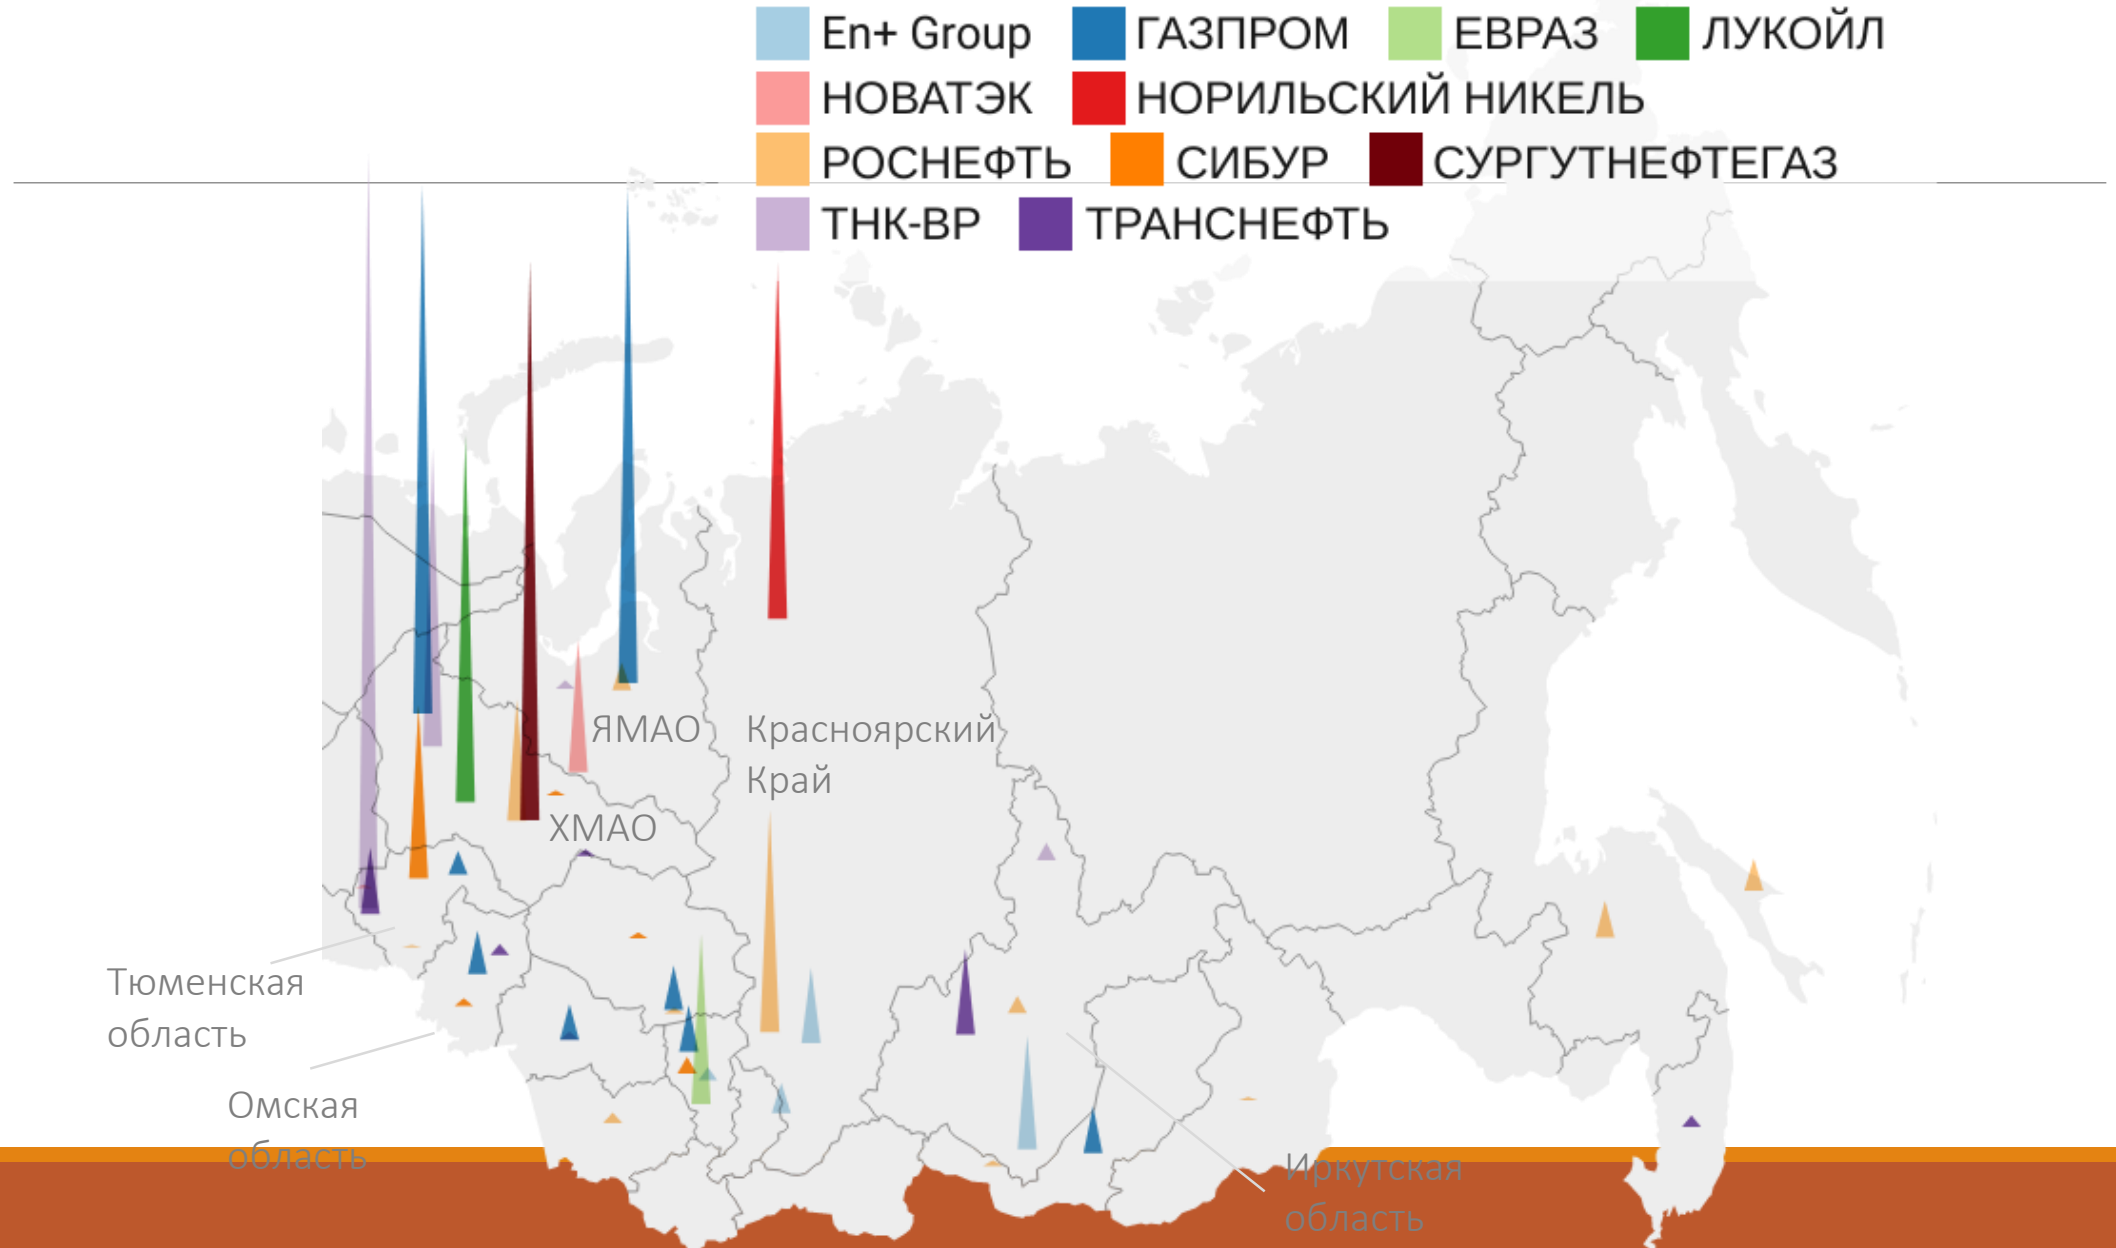 En+ Group ГАЗПРОМ ЕВРАЗ ЛУКОЙЛ
НОВАТЭК НОРИЛЬСКИЙ НИКЕЛЬ
РОСНЕФТЬ СИБУР СУРГУТНЕФТЕГАЗ
ТНК-ВР ТРАНСНЕФТЬ
ЯМАО
Красноярский
Край
ХМАО
Тюменская
область
Омская
область
Иркутская
область